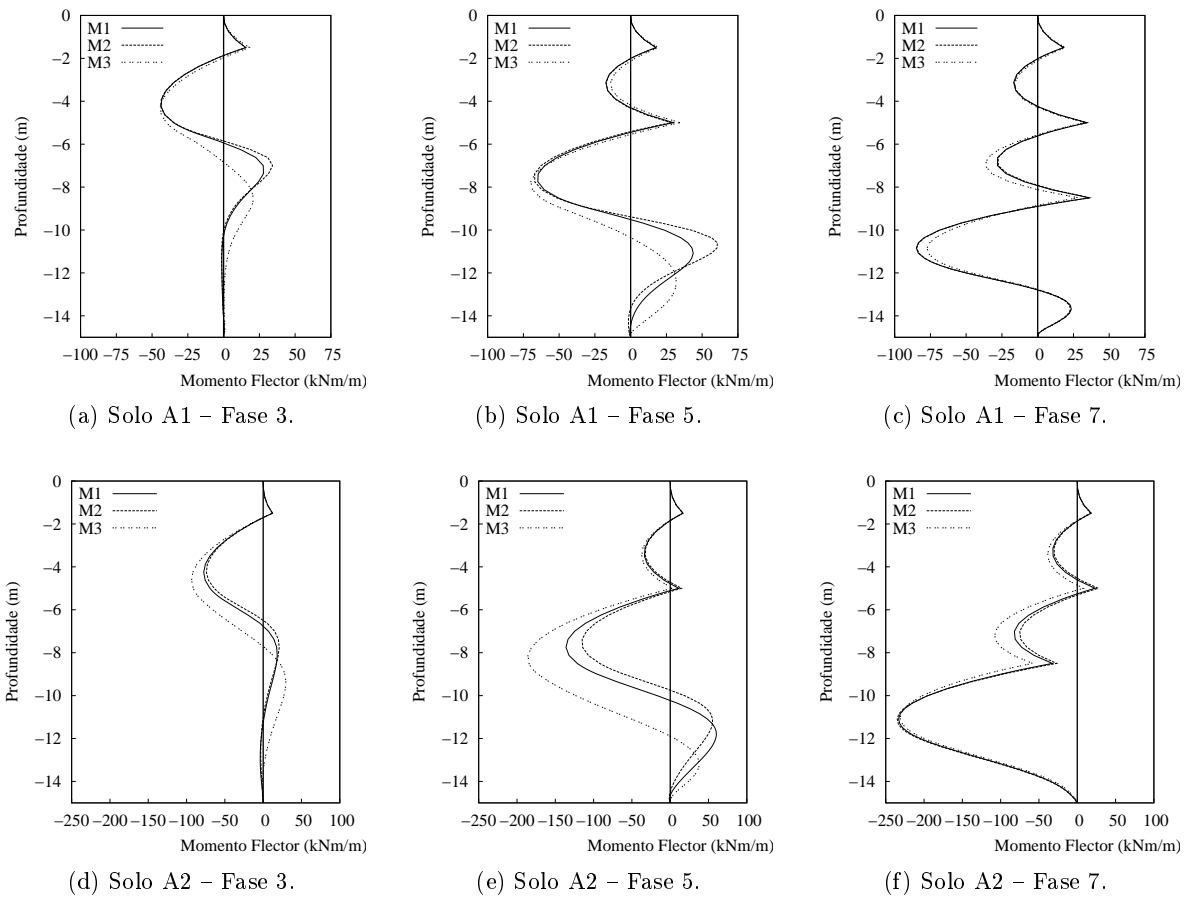 0
−2
−4
−6
−8
−10
−12
−14
−100 −75 −50 −25 0 25 50 75
Profundidade (m)
Momento Flector (kNm/m)
M1
M2
M3
(a) Solo A1 – Fase 3.
0
−2
−4
−6
−8
−10
−12
−14
−100 −75 −50 −25 0 25 50 75
Profundidade (m)
Momento Flector (kNm/m)
M1
M2
M3
(b) Solo A1 – Fase 5.
0
−2
−4
−6
−8
−10
−12
−14
−100 −75 −50 −25 0 25 50 75
Profundidade (m)
Momento Flector (kNm/m)
M1
M2
M3
(c) Solo A1 – Fase 7.
0
−2
−4
−6
−8
−10
−12
−14
−250 −200 −150 −100 −50 0 50 100
Profundidade (m)
Momento Flector (kNm/m)
M1
M2
M3
(d) Solo A2 – Fase 3.
0
−2
−4
−6
−8
−10
−12
−14
−250 −200 −150 −100 −50 0 50 100
Profundidade (m)
Momento Flector (kNm/m)
M1
M2
M3
(e) Solo A2 – Fase 5.
0
−2
−4
−6
−8
−10
−12
−14
−250 −200 −150 −100 −50 0 50 100
Profundidade (m)
Momento Flector (kNm/m)
M1
M2
M3
(f) Solo A2 – Fase 7.